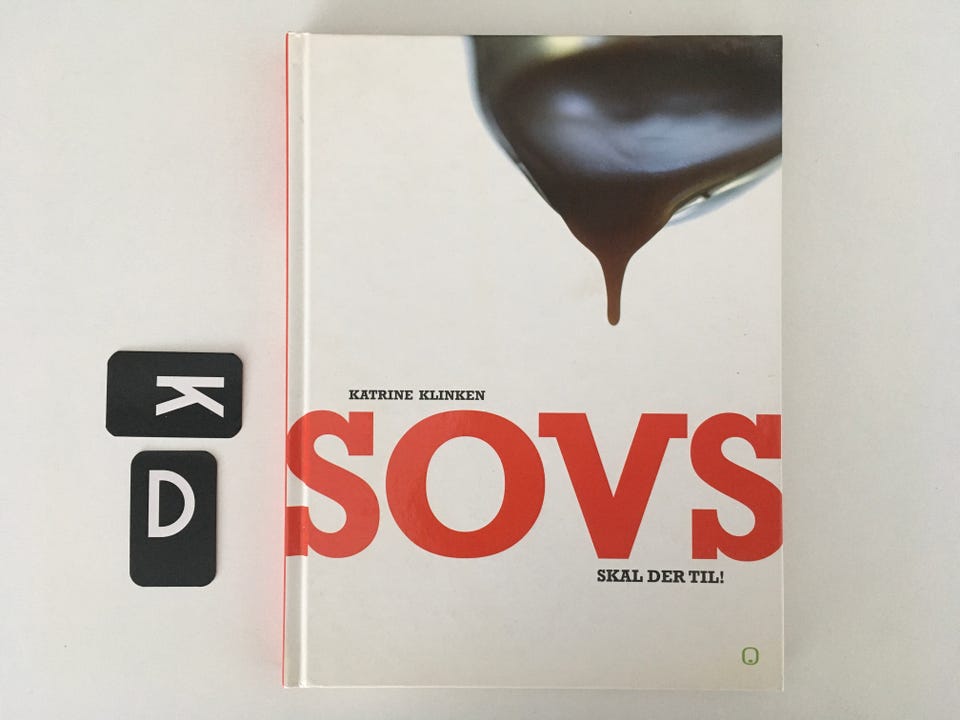 KATRINE KLINKEN
SOVS
SKAL DER TIL!
K
D